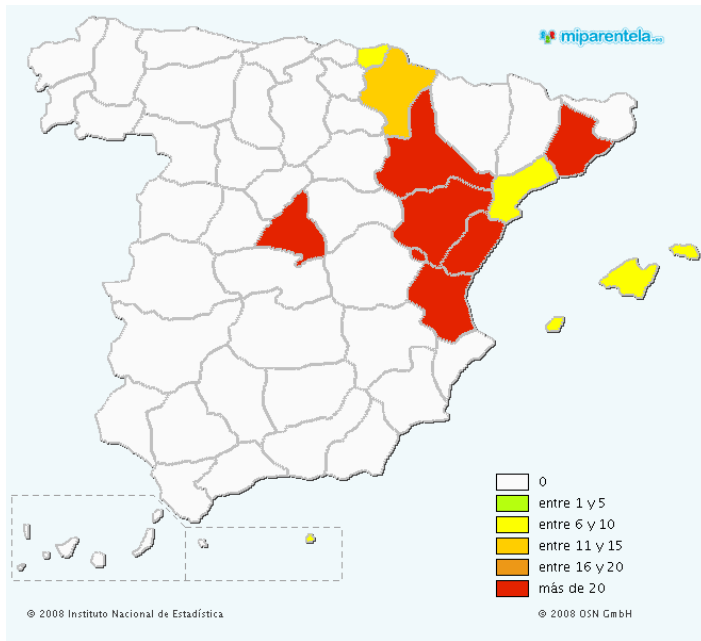 miparentela.net
0
entre 1 y 5
entre 6 y 10
entre 11 y 15
entre 16 y 20
más de 20
© 2008 Instituto Nacional de Estadística
© 2008 OSN GmbH